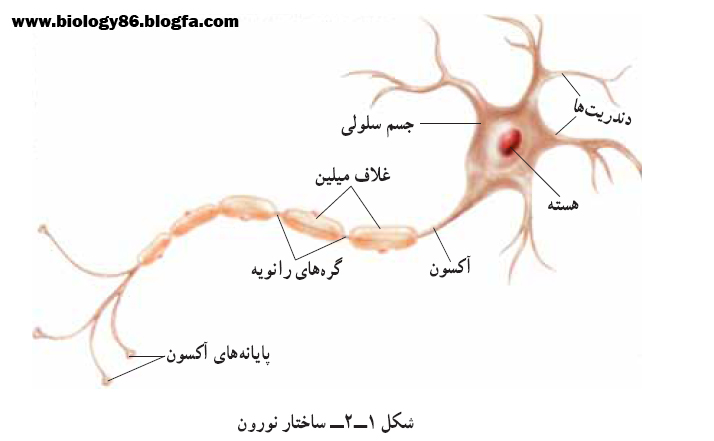 www.biology86.blogfa.com
دندریت‌ها
جسم سلولی
غلاف میلین
هسته
آکسون
گره‌های رانویه
پایانه‌های آکسون
شکل ۱ــ۲ــ ساختار نورون